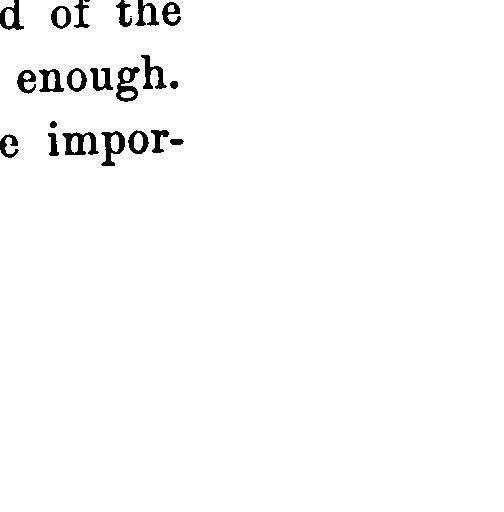 d of the
enough.
e impor-